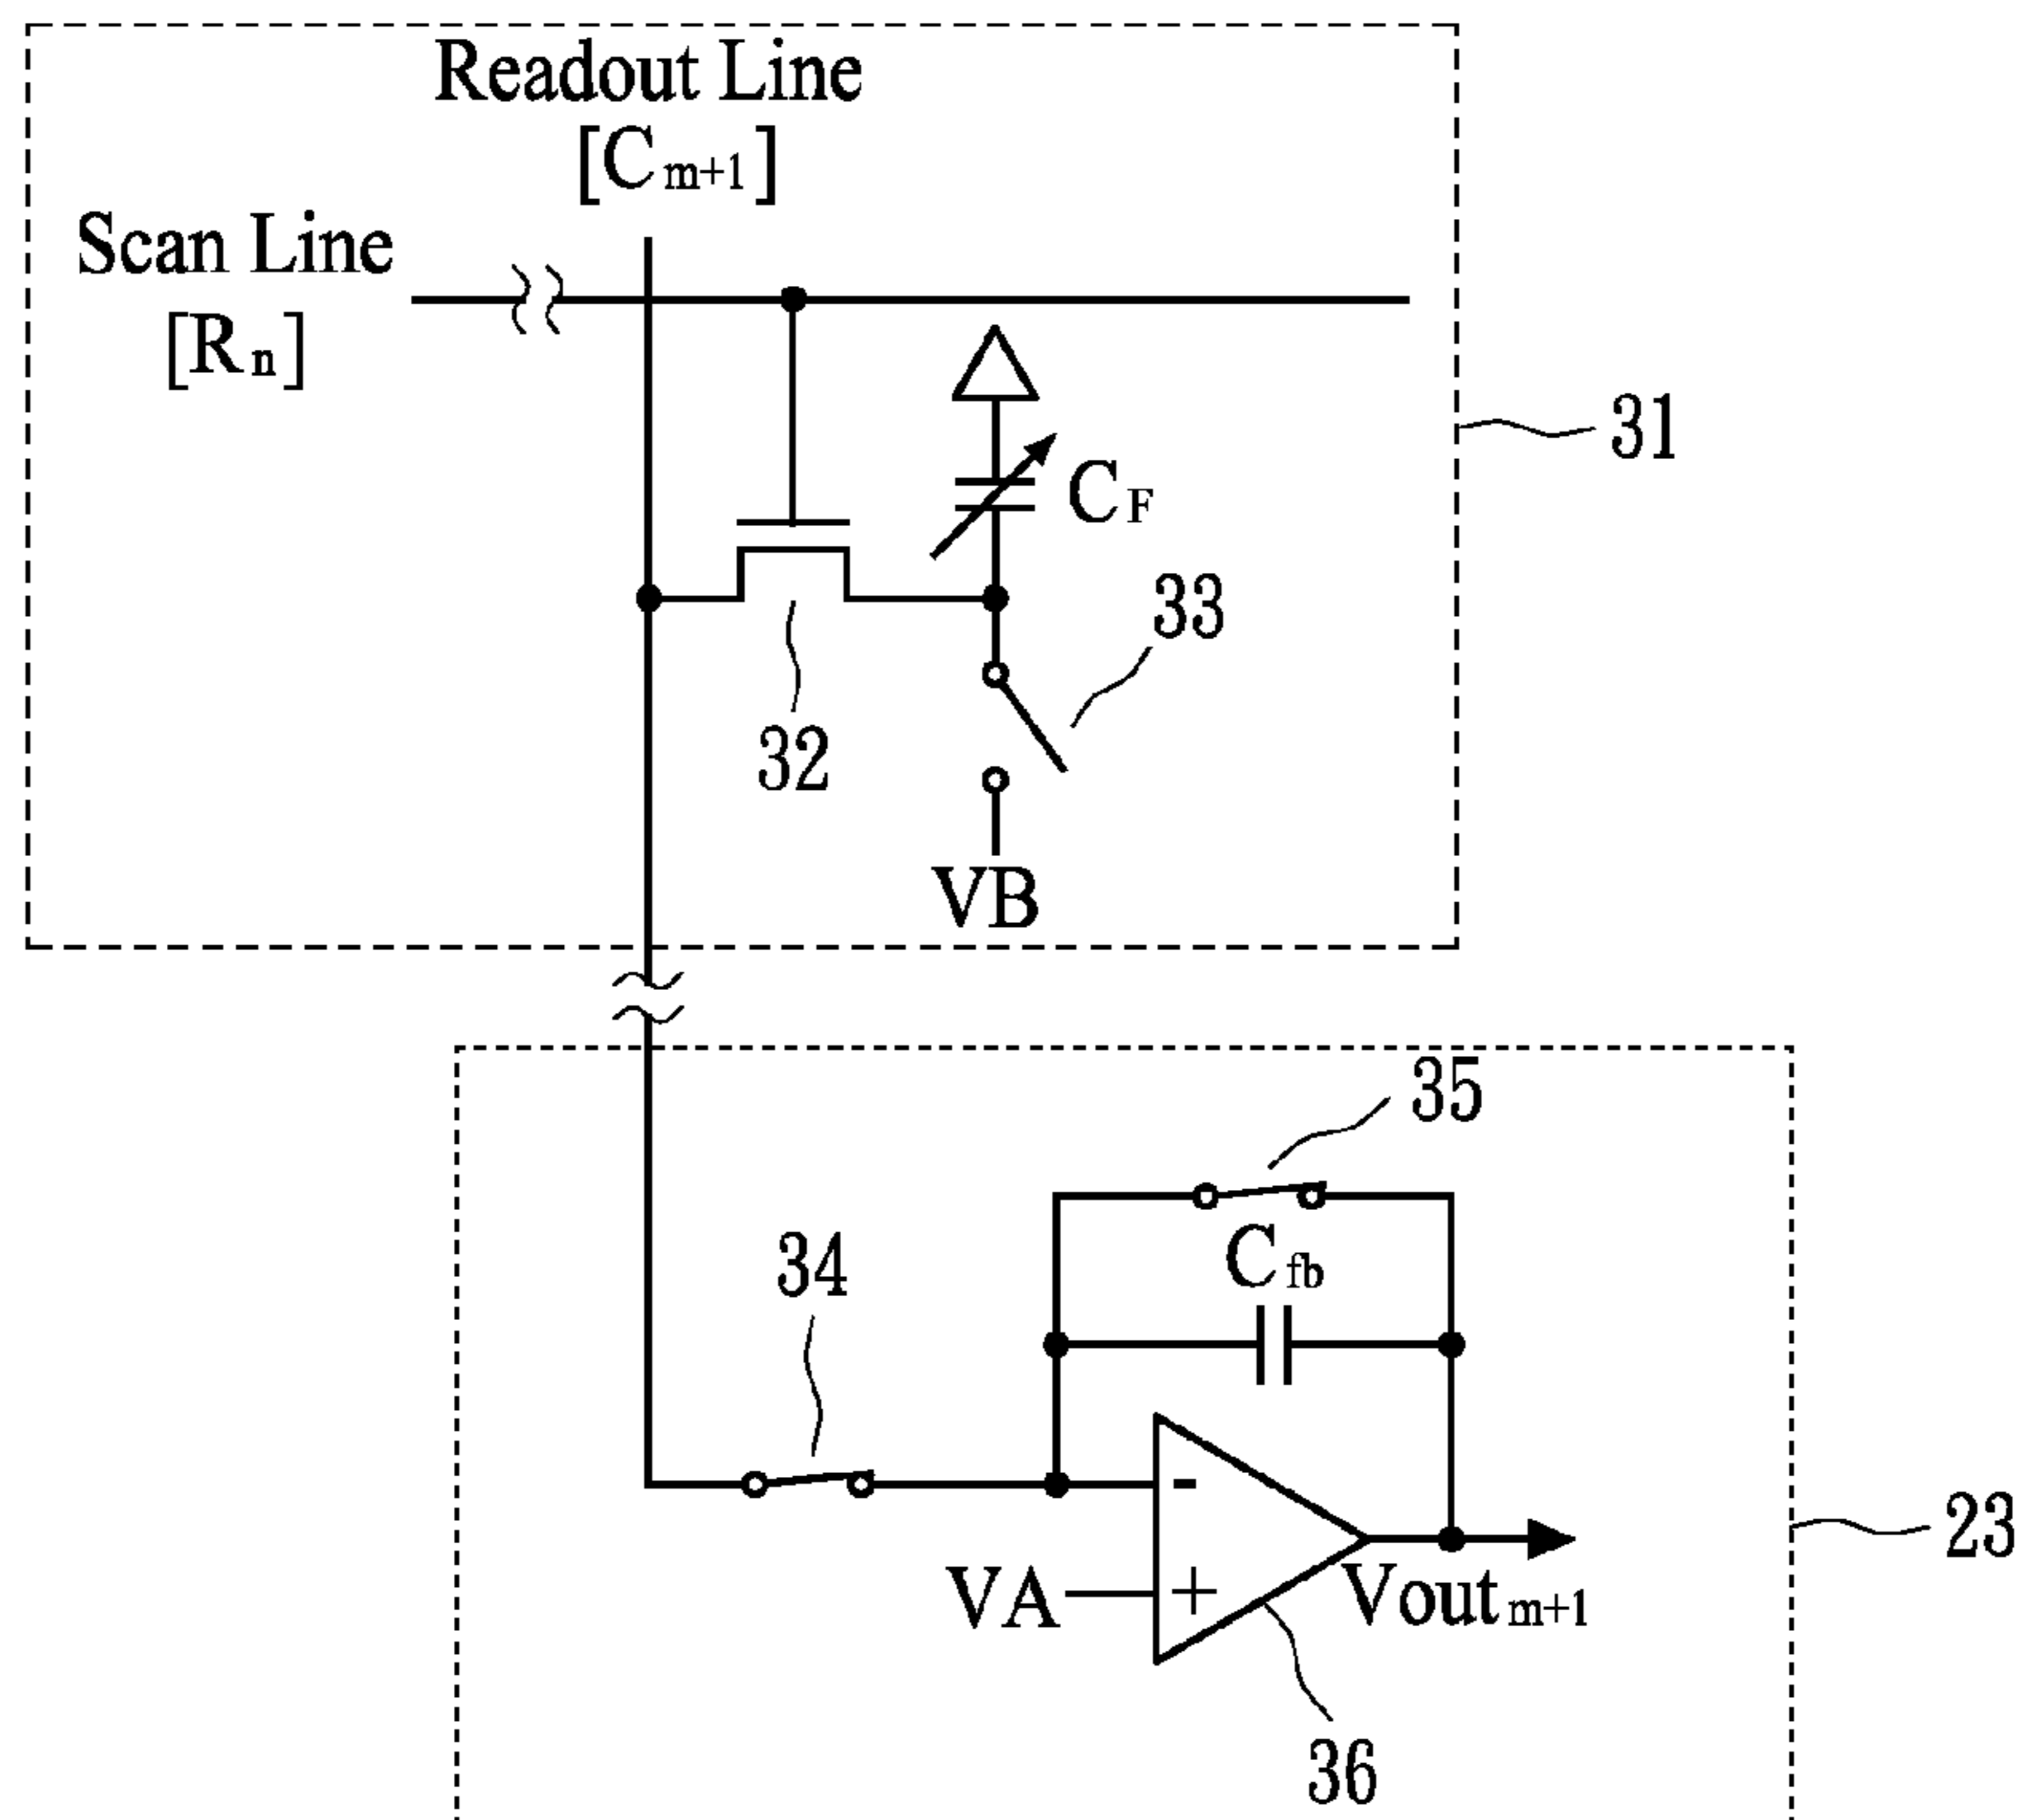 Readout Line
[Cm+1]
Scan Line
[Rn]
31
CF
33
32
VB
35
34
Cfb
-
VA
+
Voutm+1
23
36